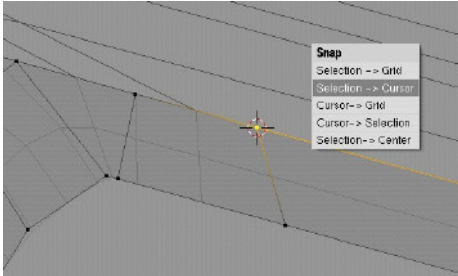 Snap
Selection -> Grid
Selection -> Cursor
Cursor-> Grid
Cursor-> Selection
Selection-> Center